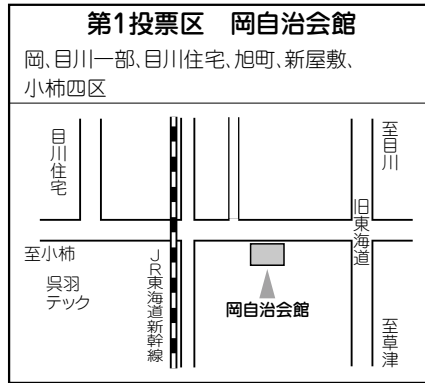 第1投票区　岡自治会館
岡、目川一部、目川住宅、旭町、新屋敷、
小柿四区
目川住宅
至目川
旧東海道
至小柿
呉羽
テック
JR東海道新幹線
岡自治会館
至草津